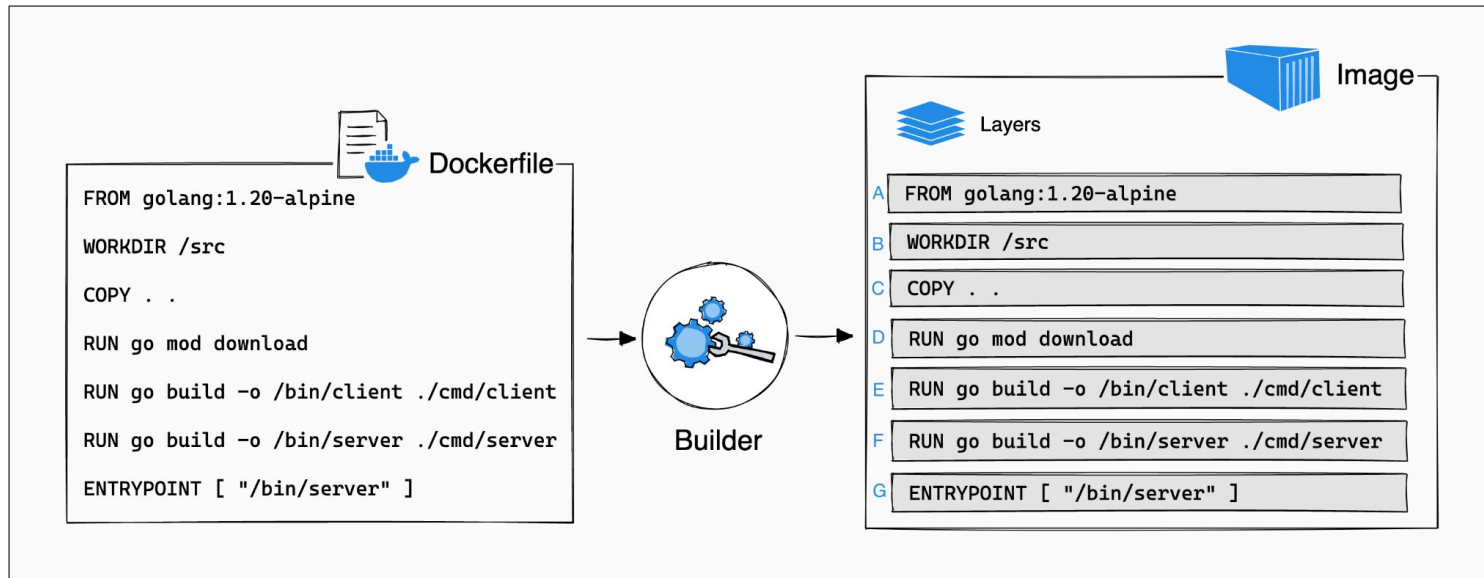 Dockerfile
FROM golang:1.20-alpine
WORKDIR /src
COPY . .
RUN go mod download
RUN go build -o /bin/client ./cmd/client
RUN go build -o /bin/server ./cmd/server
ENTRYPOINT [ "/bin/server" ]
Builder
Image
Layers
A FROM golang:1.20-alpine
B WORKDIR /src
C COPY . .
D RUN go mod download
E RUN go build -o /bin/client ./cmd/client
F RUN go build -o /bin/server ./cmd/server
G ENTRYPOINT [ "/bin/server" ]